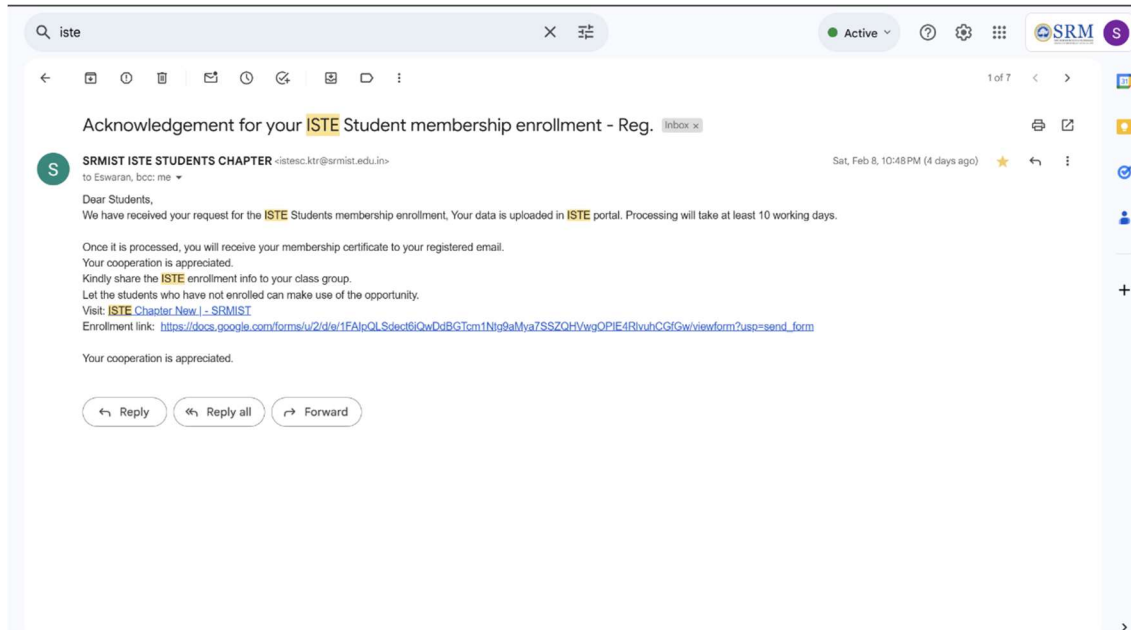 iste
Active
SRM
S
1 of 7
31
Acknowledgement for your ISTE Student membership enrollment - Reg. Inbox x
S
SRMIST ISTE STUDENTS CHAPTER <istesc.ktr@srmist.edu.in>
Sat, Feb 8, 10:48 PM (4 days ago)
to Eswaran, bcc: me
Dear Students,
We have received your request for the ISTE Students membership enrollment, Your data is uploaded in ISTE portal. Processing will take at least 10 working days.
Once it is processed, you will receive your membership certificate to your registered email.
Your cooperation is appreciated.
Kindly share the ISTE enrollment info to your class group.
Let the students who have not enrolled can make use of the opportunity.
Visit: ISTE Chapter New | - SRMIST
Enrollment link: https://docs.google.com/forms/u/2/d/e/1FAIpQLSdect6iQwDdBGTcm1Ntg9aMya7SSZQHVwgOPIE4RlvuhCGfGw/viewform?usp=send_form
Your cooperation is appreciated.
Reply
Reply all
Forward